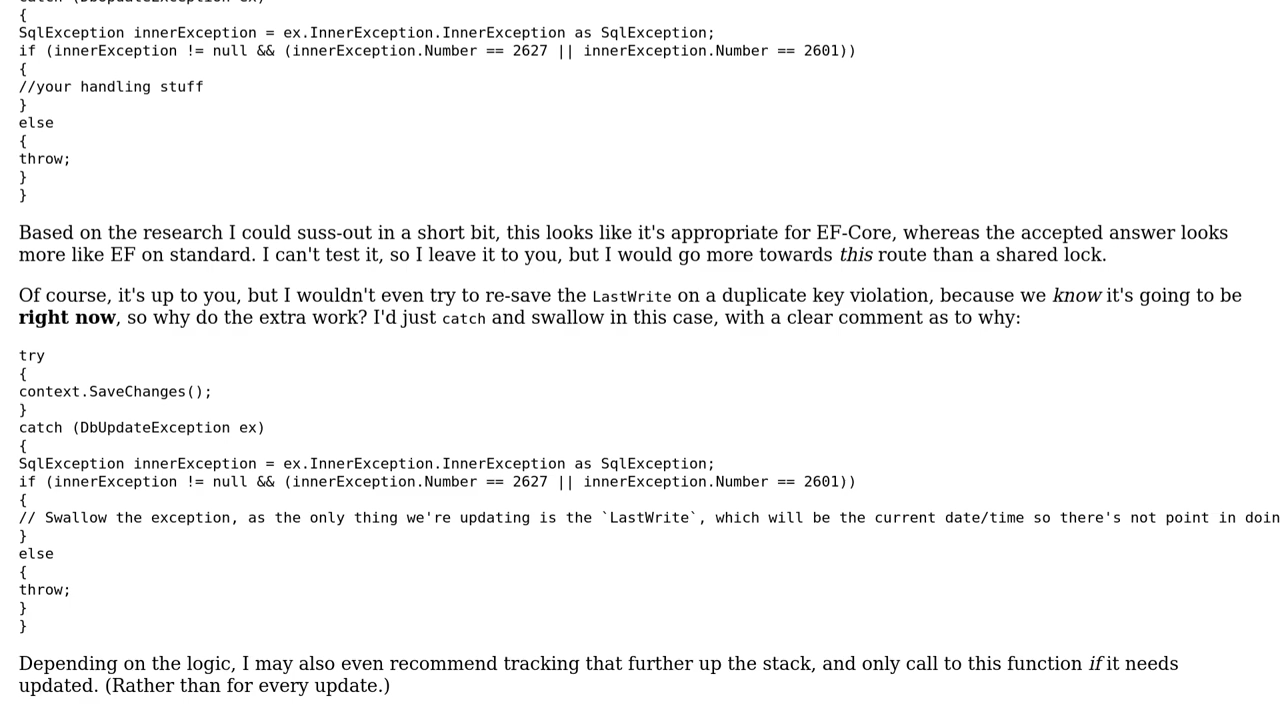 catch (DbUpdateException ex)
{
SqlException innerException = ex.InnerException.InnerException as SqlException;
if (innerException != null && (innerException.Number == 2627 || innerException.Number == 2601))
{
//your handling stuff
}
else
{
throw;
}
}
Based on the research I could suss-out in a short bit, this looks like it's appropriate for EF-Core, whereas the accepted answer looks
more like EF on standard. I can't test it, so I leave it to you, but I would go more towards this route than a shared lock.
Of course, it's up to you, but I wouldn't even try to re-save the LastWrite on a duplicate key violation, because we know it's going to be
right now, so why do the extra work? I'd just catch and swallow in this case, with a clear comment as to why:
try
{
context.SaveChanges();
}
catch (DbUpdateException ex)
{
SqlException innerException = ex.InnerException.InnerException as SqlException;
if (innerException != null && (innerException.Number == 2627 || innerException.Number == 2601))
{
// Swallow the exception, as the only thing we're updating is the `LastWrite`, which will be the current date/time so there's not point in doin
}
else
{
throw;
}
}
Depending on the logic, I may also even recommend tracking that further up the stack, and only call to this function if it needs
updated. (Rather than for every update.)